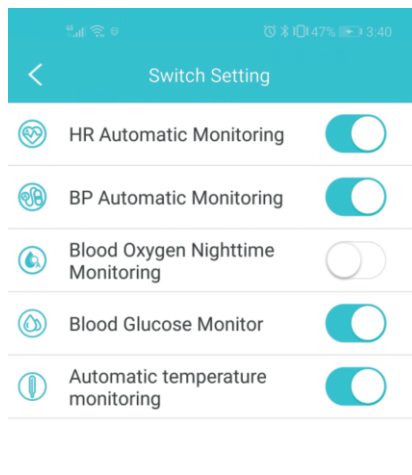 47% 3:40
Switch Setting
HR Automatic Monitoring
BP Automatic Monitoring
Blood Oxygen Nighttime
Monitoring
Blood Glucose Monitor
Automatic temperature
monitoring